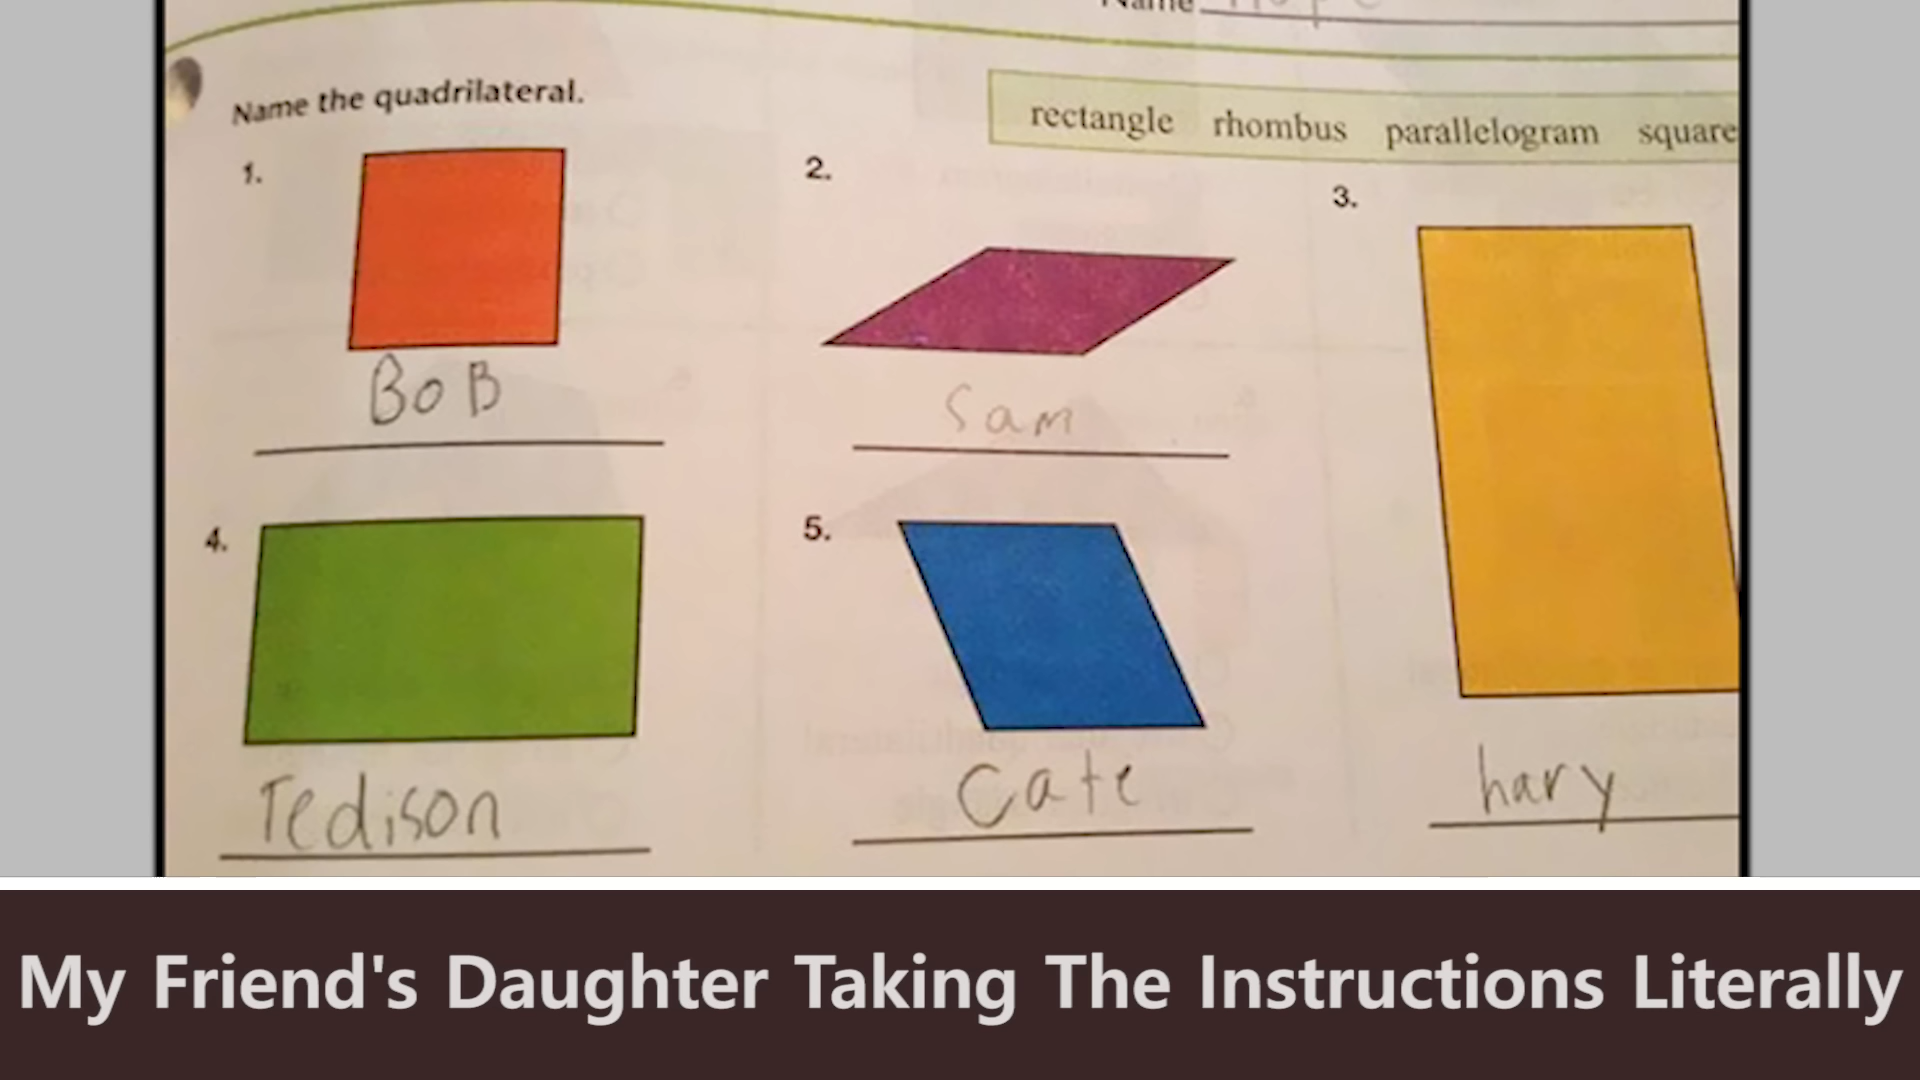 Name
Name the quadrilateral.
rectangle rhombus parallelogram square
1.
2.
3.
BoB
Sam
4.
5.
Tedison
Cate
hary
My Friend's Daughter Taking The Instructions Literally